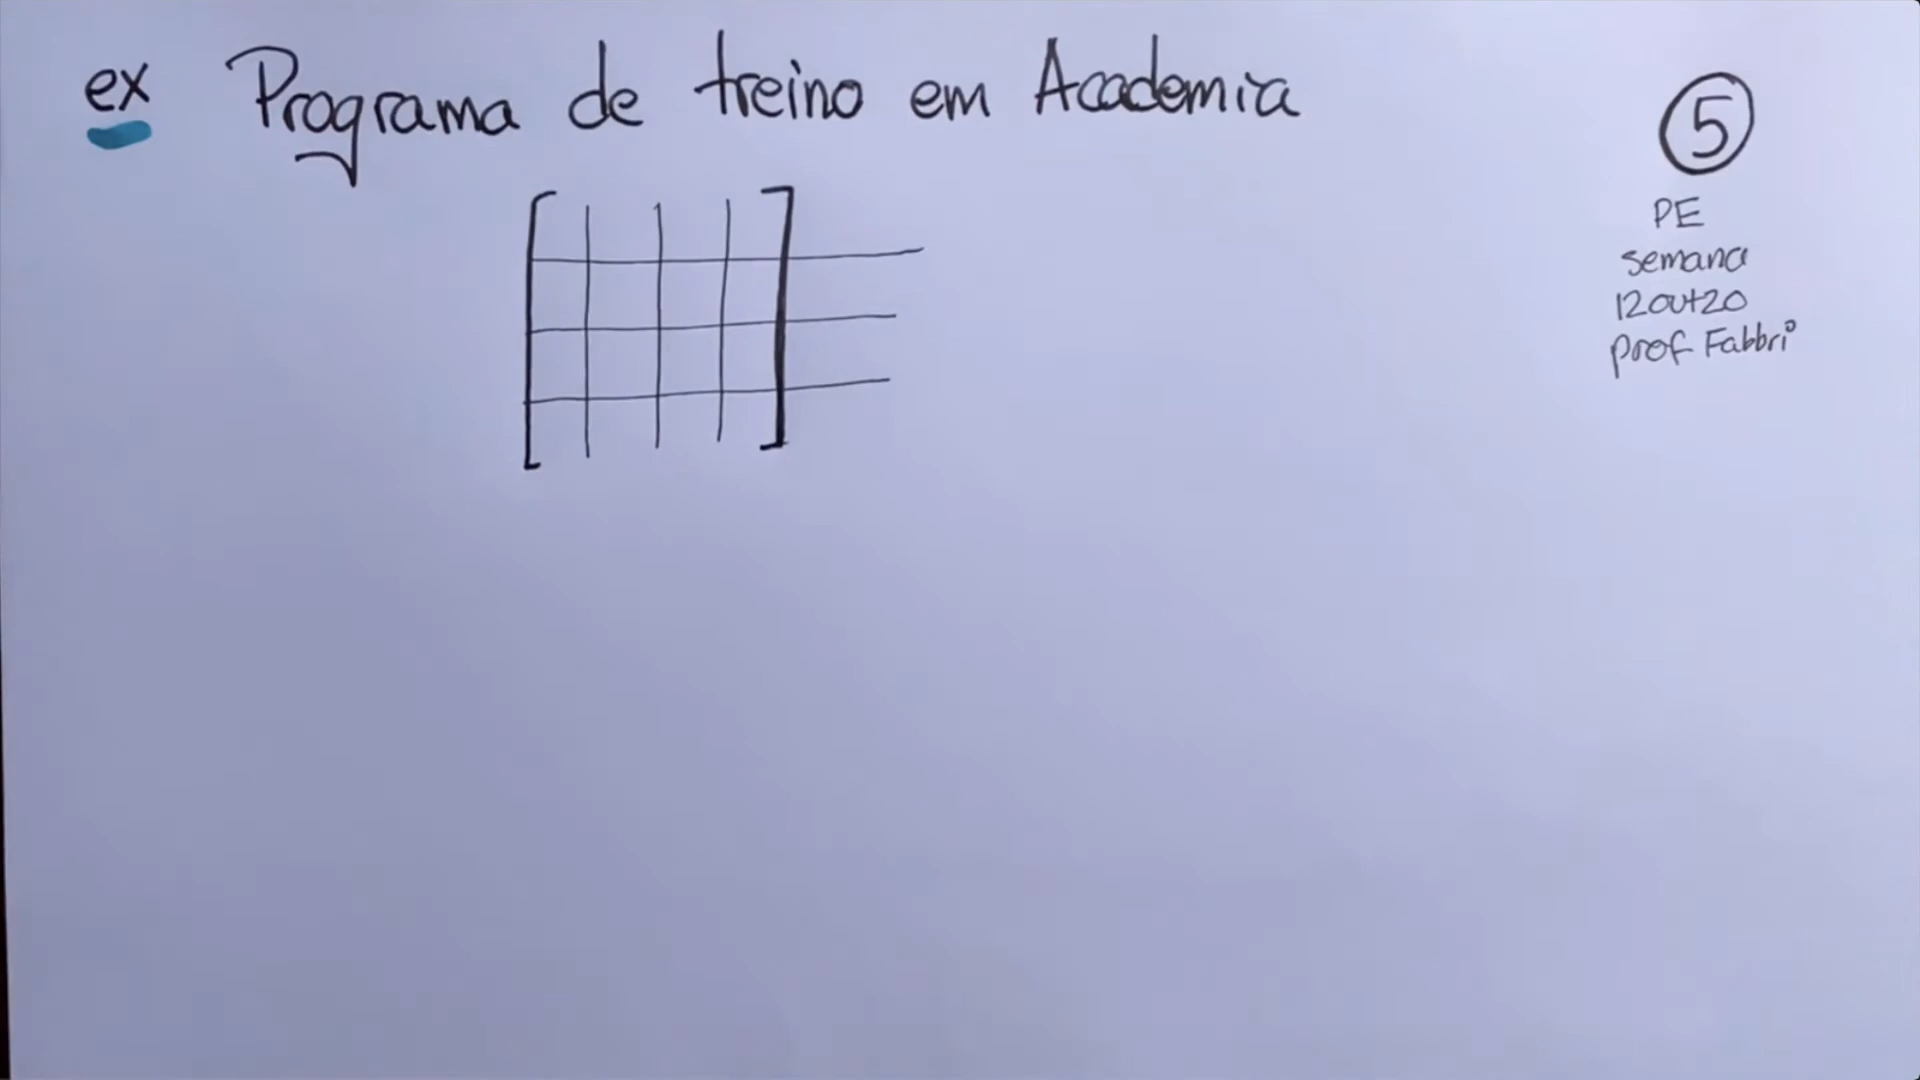 ex Programa de treino em Academia
5
PE
semana
12out20
prof Fabbri